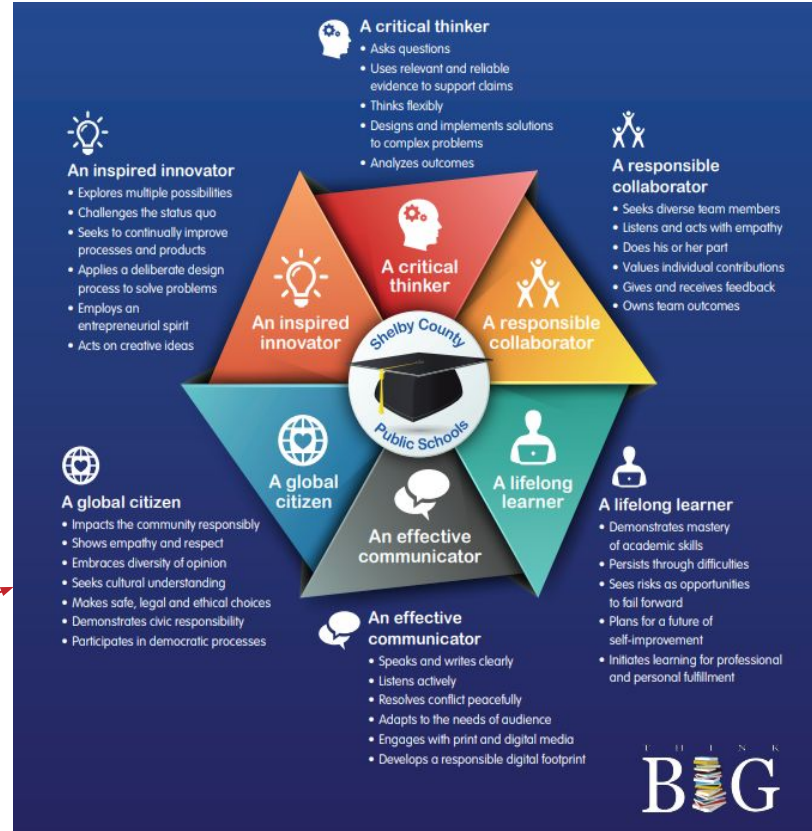 A critical thinker
• Asks questions
• Uses relevant and reliable
evidence to support claims
• Thinks flexibly
• Designs and implements solutions
to complex problems
• Analyzes outcomes
An inspired innovator
• Explores multiple possibilities
• Challenges the status quo
• Seeks to continually improve
processes and products
• Applies a deliberate design
process to solve problems
• Employs an
entrepreneurial spirit
• Acts on creative ideas
A responsible
collaborator
• Seeks diverse team members
• Listens and acts with empathy
• Does his or her part
• Values individual contributions
• Gives and receives feedback
• Owns team outcomes
A critical
thinker
An inspired
innovator
A responsible
collaborator
Shelby County
Public Schools
A global
citizen
An effective
communicator
A lifelong
learner
A global citizen
• Impacts the community responsibly
• Shows empathy and respect
• Embraces diversity of opinion
• Seeks cultural understanding
• Makes safe, legal and ethical choices
• Demonstrates civic responsibility
• Participates in democratic processes
A lifelong learner
• Demonstrates mastery
of academic skills
• Persists through difficulties
• Sees risks as opportunities
to fail forward
• Plans for a future of
self-improvement
• Initiates learning for professional
and personal fulfillment
An effective
communicator
• Speaks and writes clearly
• Listens actively
• Resolves conflict peacefully
• Adapts to the needs of audience
• Engages with print and digital media
• Develops a responsible digital footprint
THINK
BIG